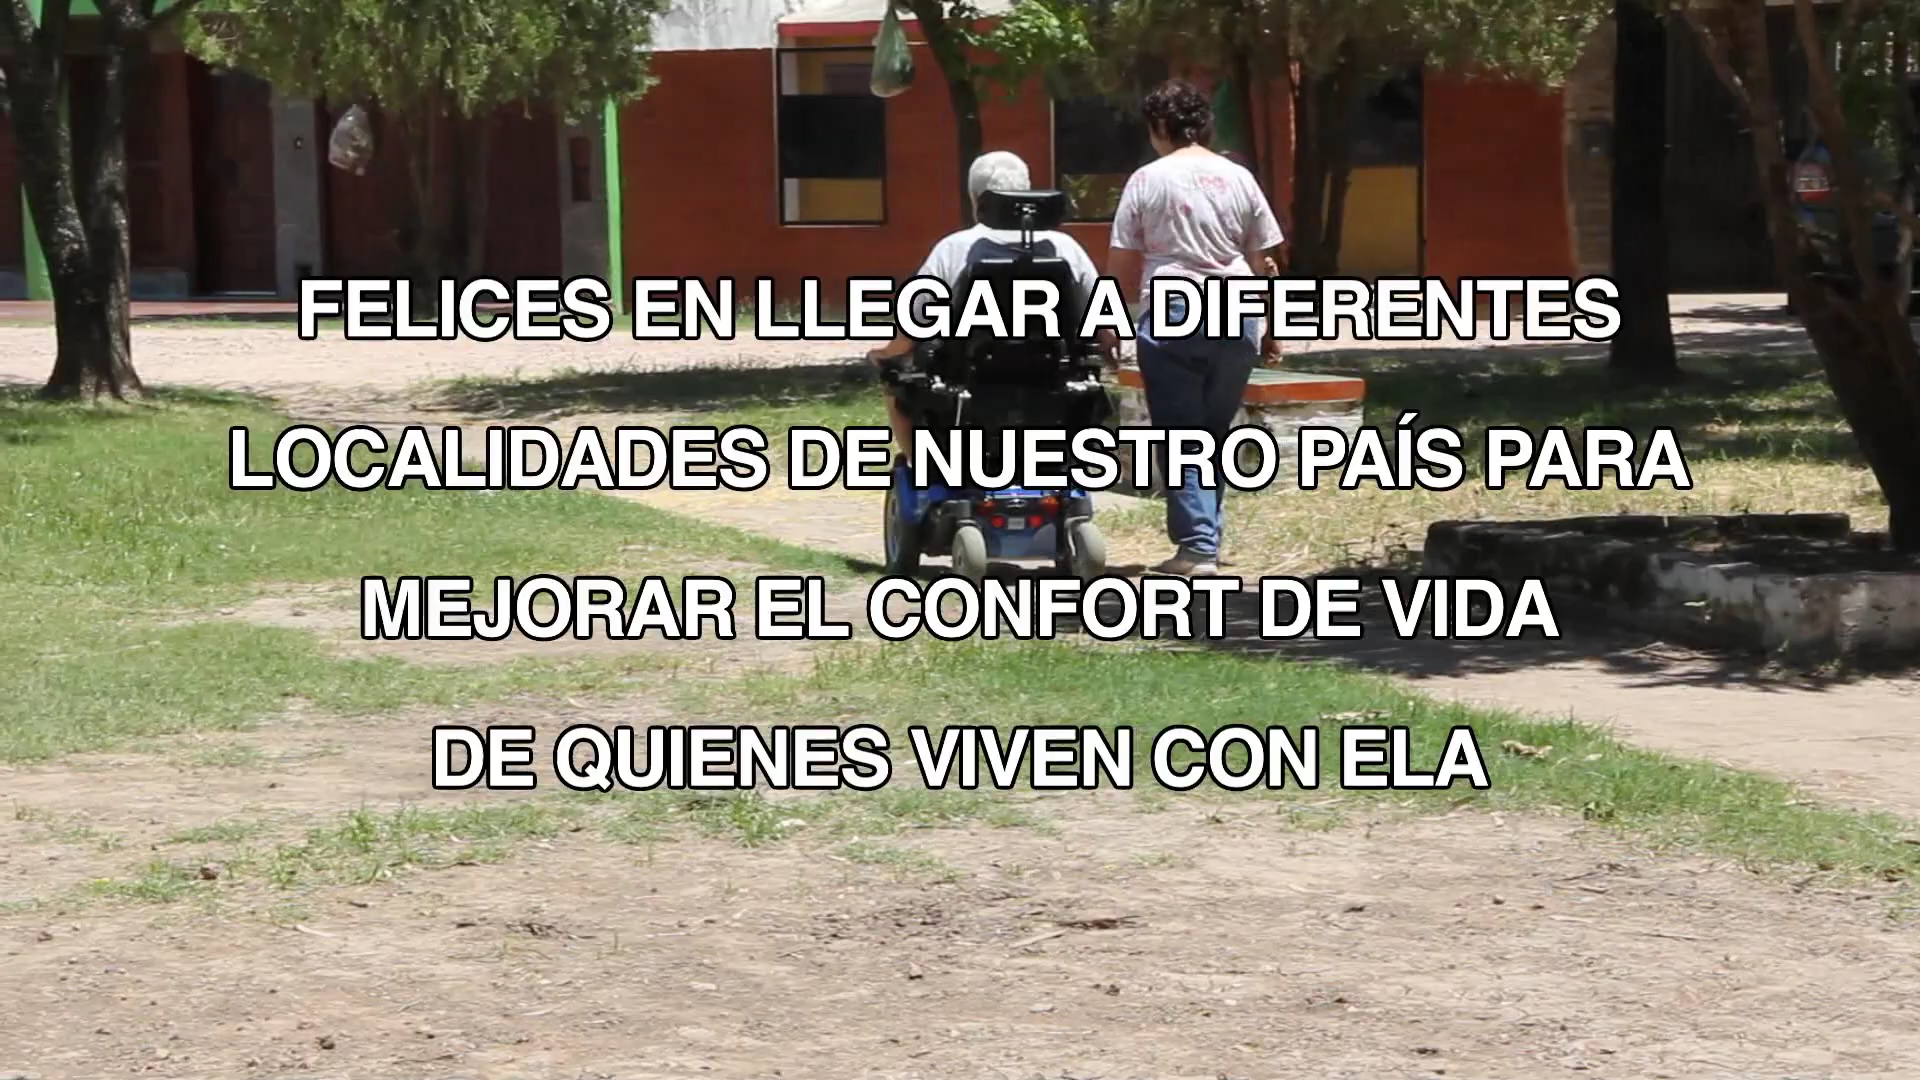 FELICES EN LLEGAR A DIFERENTES
LOCALIDADES DE NUESTRO PAÍS PARA
MEJORAR EL CONFORT DE VIDA
DE QUIENES VIVEN CON ELA